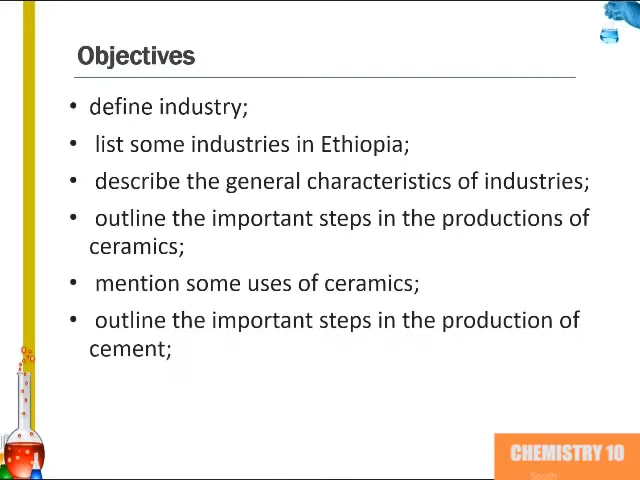 Objectives
• define industry;
• list some industries in Ethiopia;
• describe the general characteristics of industries;
• outline the important steps in the productions of
ceramics;
• mention some uses of ceramics;
• outline the important steps in the production of
cement;
CHEMISTRY 10
South